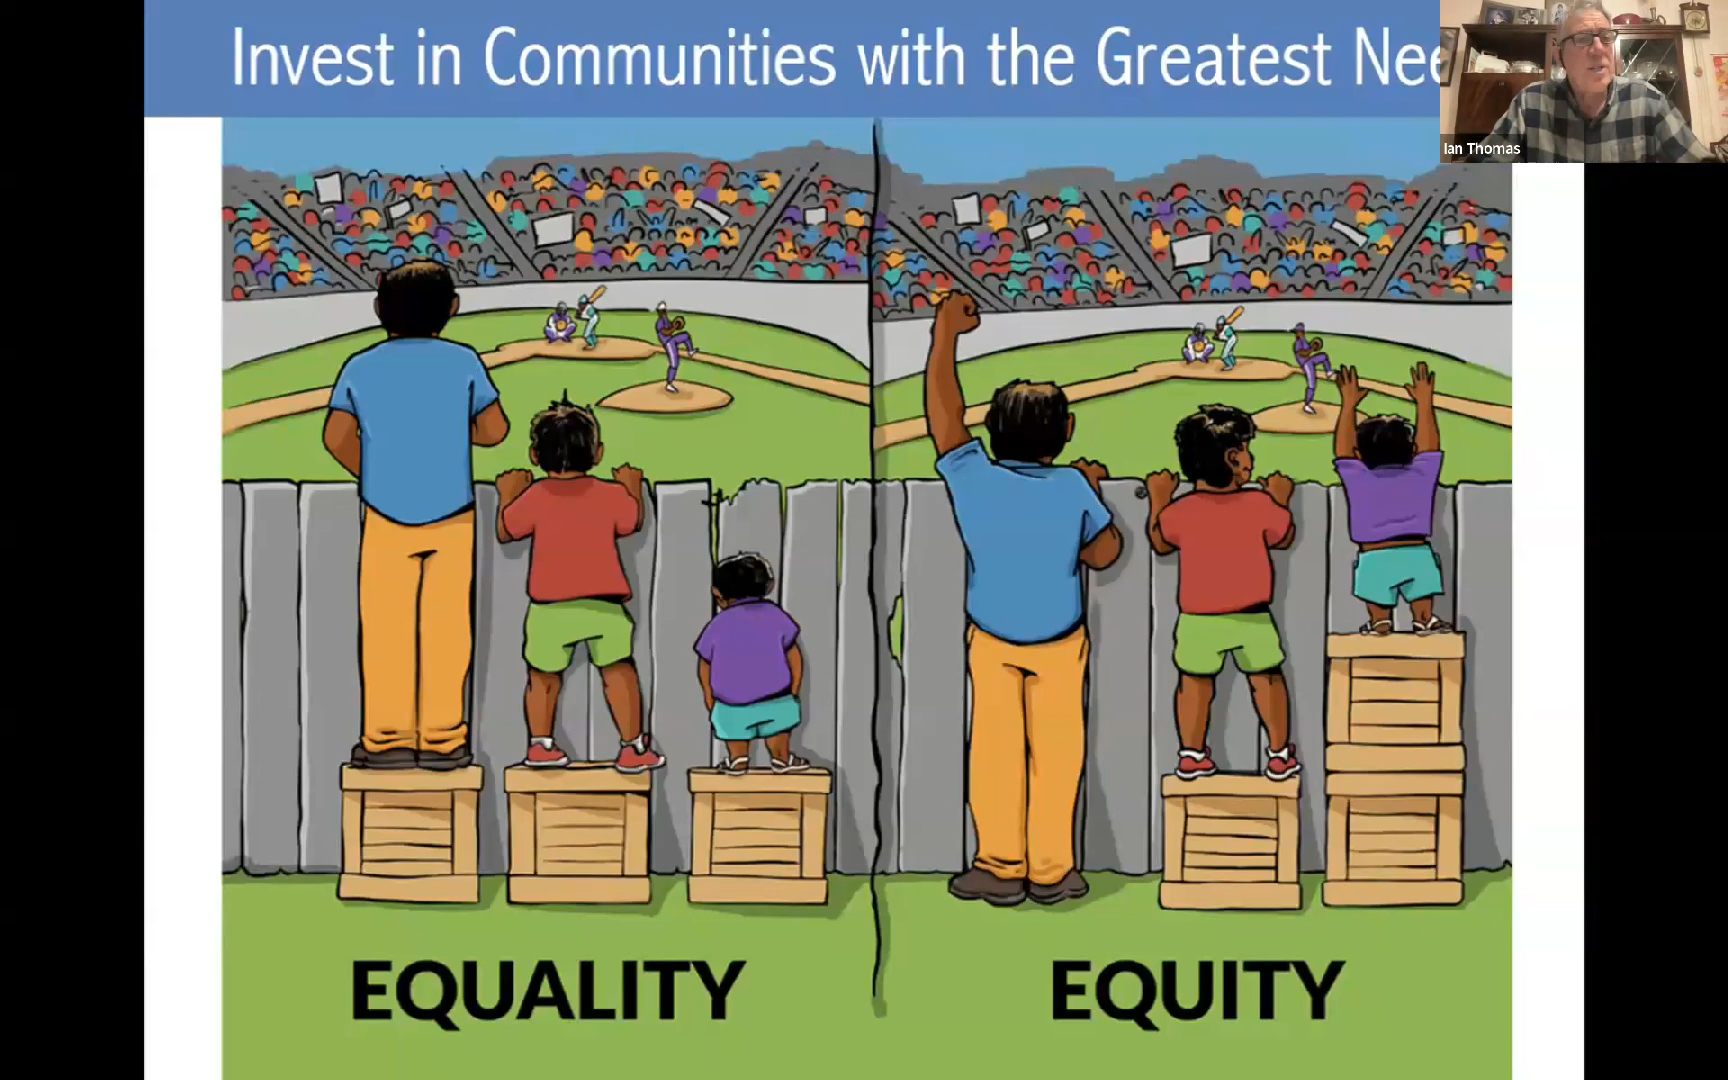 Invest in Communities with the Greatest Nee
Ian Thomas
EQUALITY
EQUITY